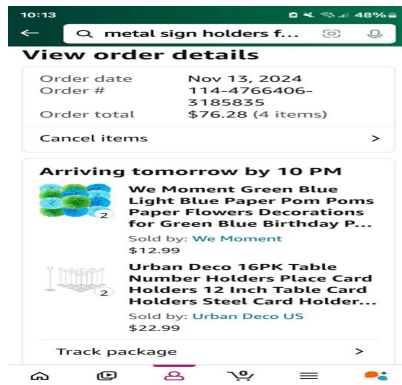 10:13
48%
metal sign holders f...
View order details
Order date Nov 13, 2024
Order # 114-4766406-
3185835
Order total $76.28 (4 items)
Cancel items >
Arriving tomorrow by 10 PM
We Moment Green Blue
Light Blue Paper Pom Poms
Paper Flowers Decorations
for Green Blue Birthday P...
2
Sold by: We Moment
$12.99
Urban Deco 16PK Table
Number Holders Place Card
Holders 12 Inch Table Card
Holders Steel Card Holder...
2
Sold by: Urban Deco US
$22.99
Track package >
0